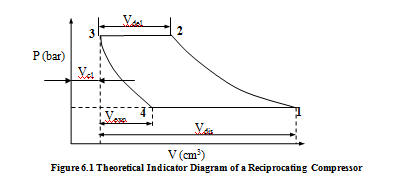 Vdel
3
2
P (bar)
Vcl
Vexp
4
1
Vdis
V (cm³)
Figure 6.1 Theoretical Indicator Diagram of a Reciprocating Compressor